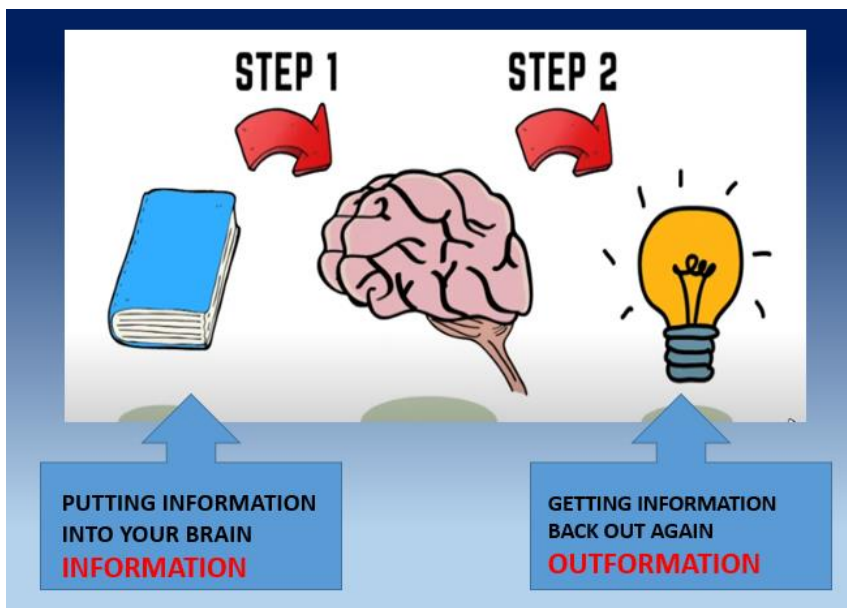 STEP 1
STEP 2
PUTTING INFORMATION
INTO YOUR BRAIN
INFORMATION
GETTING INFORMATION
BACK OUT AGAIN
OUTFORMATION